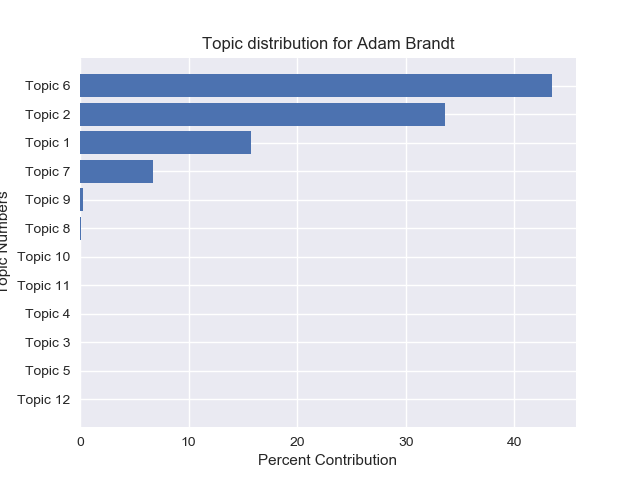 Topic distribution for Adam Brandt
Topic 6
Topic 2
Topic 1
Topic 7
Topic 9
Topic 8
Topic 10
Topic 11
Topic 4
Topic 3
Topic 5
Topic 12
Topic Numbers
0 10 20 30 40
Percent Contribution